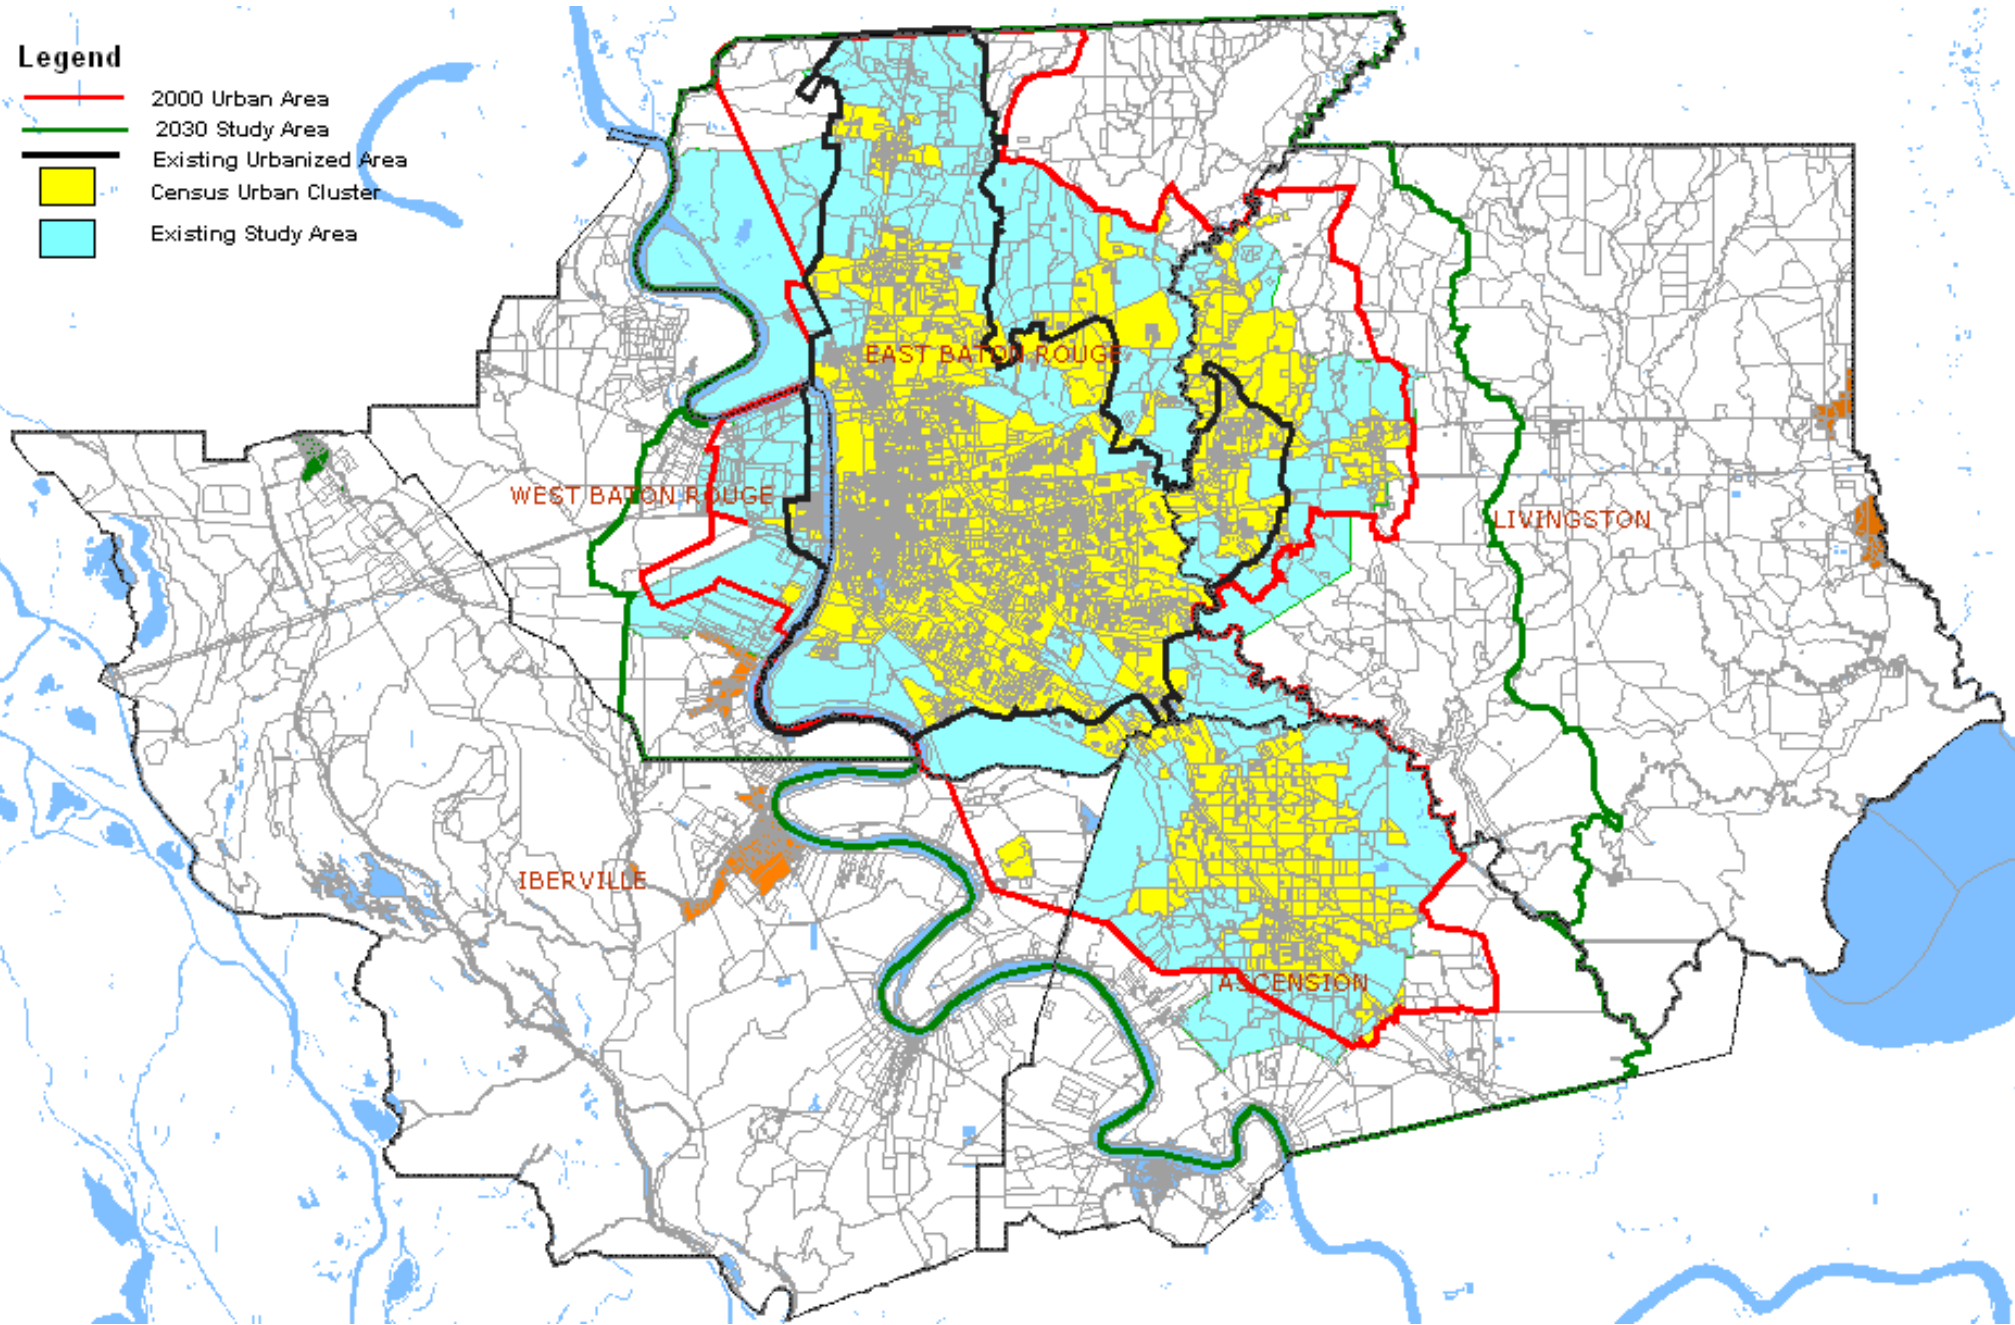 Legend
2000 Urban Area
2030 Study Area
Existing Urbanized Area
Census Urban Cluster
Existing Study Area
EAST BATON ROUGE
WEST BATON ROUGE
LIVINGSTON
IBERVILLE
ASCENSION